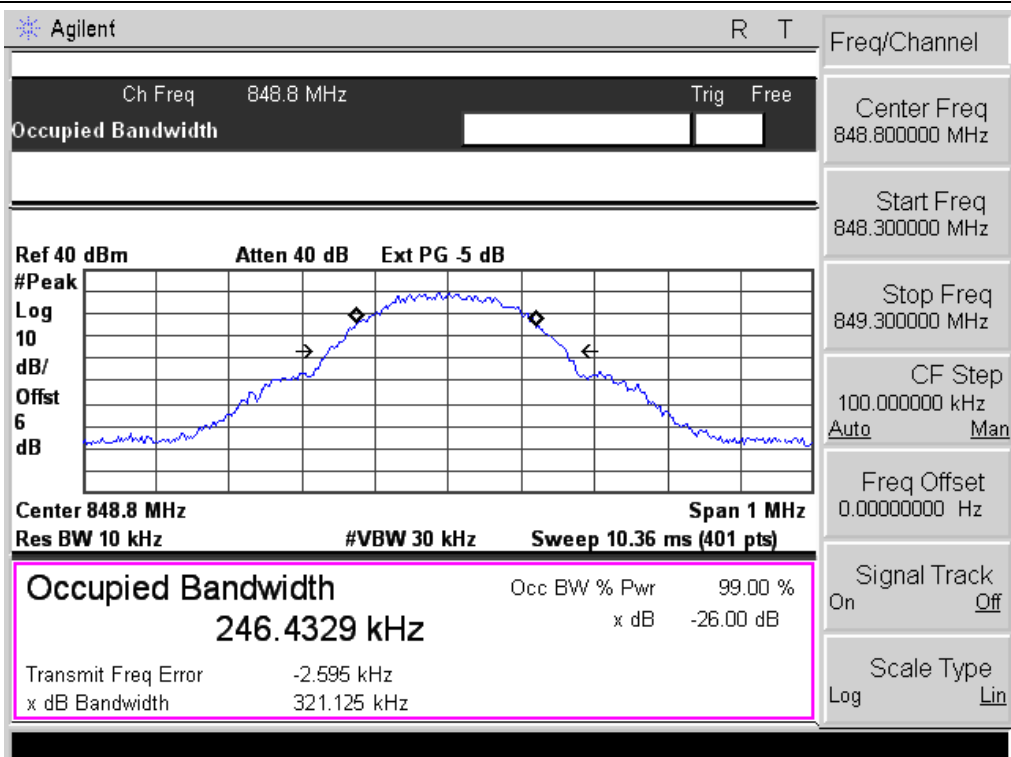 Agilent R T
Ch Freq 848.8 MHz Trig Free
Occupied Bandwidth
Ref 40 dBm Atten 40 dB Ext PG -5 dB
#Peak
Log
10
dB/
Offst
6
dB
Center 848.8 MHz Span 1 MHz
Res BW 10 kHz #VBW 30 kHz Sweep 10.36 ms (401 pts)
Occupied Bandwidth Occ BW % Pwr 99.00 %
246.4329 kHz x dB -26.00 dB
Transmit Freq Error -2.595 kHz
x dB Bandwidth 321.125 kHz
Freq/Channel
Center Freq
848.800000 MHz
Start Freq
848.300000 MHz
Stop Freq
849.300000 MHz
CF Step
100.000000 kHz
Auto Man
Freq Offset
0.00000000 Hz
Signal Track
On Off
Scale Type
Log Lin